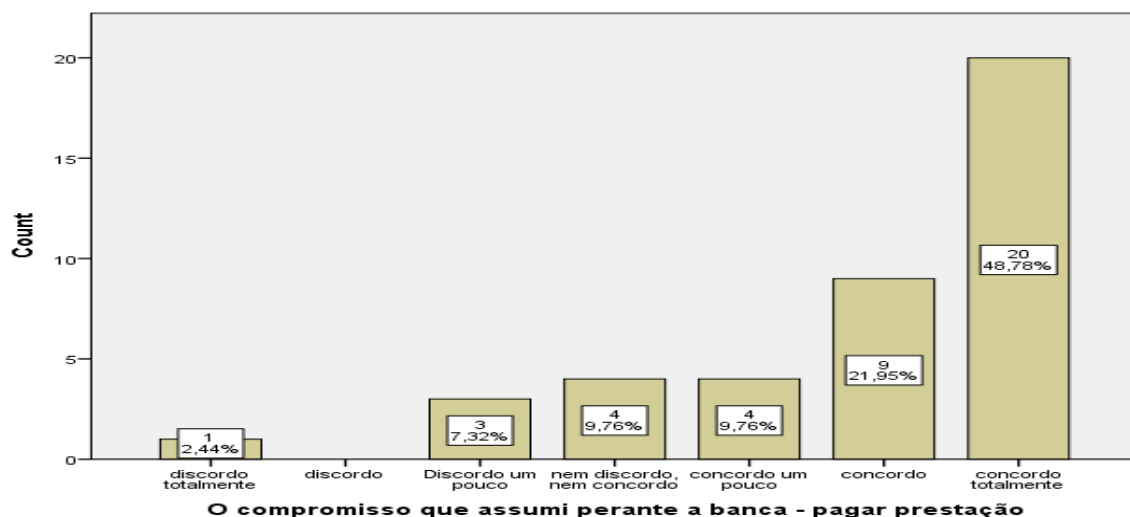 20
15
10
5
0
Count
1
2,44%
3
7,32%
4
9,76%
4
9,76%
9
21,95%
20
48,78%
discordo
totalmente
discordo
Discordo um
pouco
nem discordo,
nem concordo
concordo um
pouco
concordo
concordo
totalmente
O compromisso que assumi perante a banca - pagar prestação